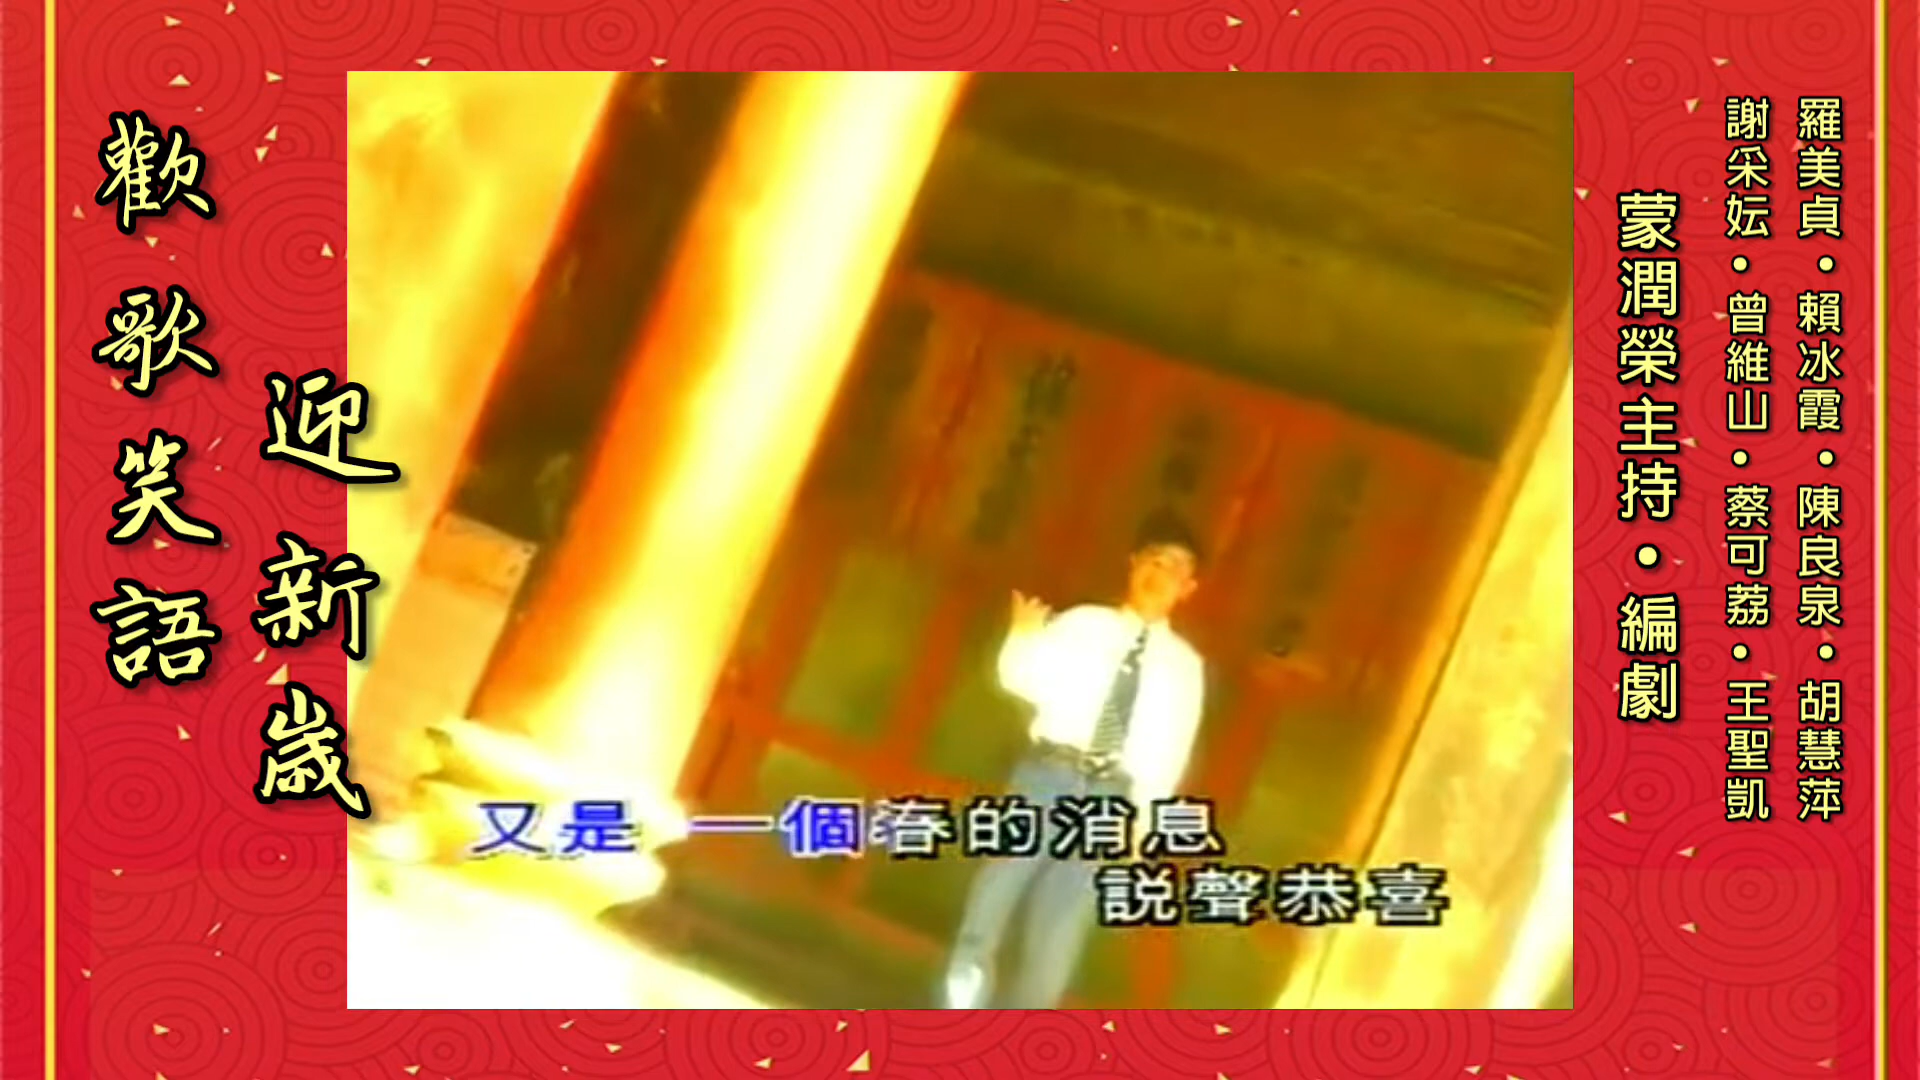 歡歌笑語
迎新歲
又是 一個春的消息
說聲恭喜
羅美貞・賴冰霞・陳良泉・胡慧萍
謝采妘・曾維山・蔡可荔・王聖凱
蒙潤榮主持・編劇